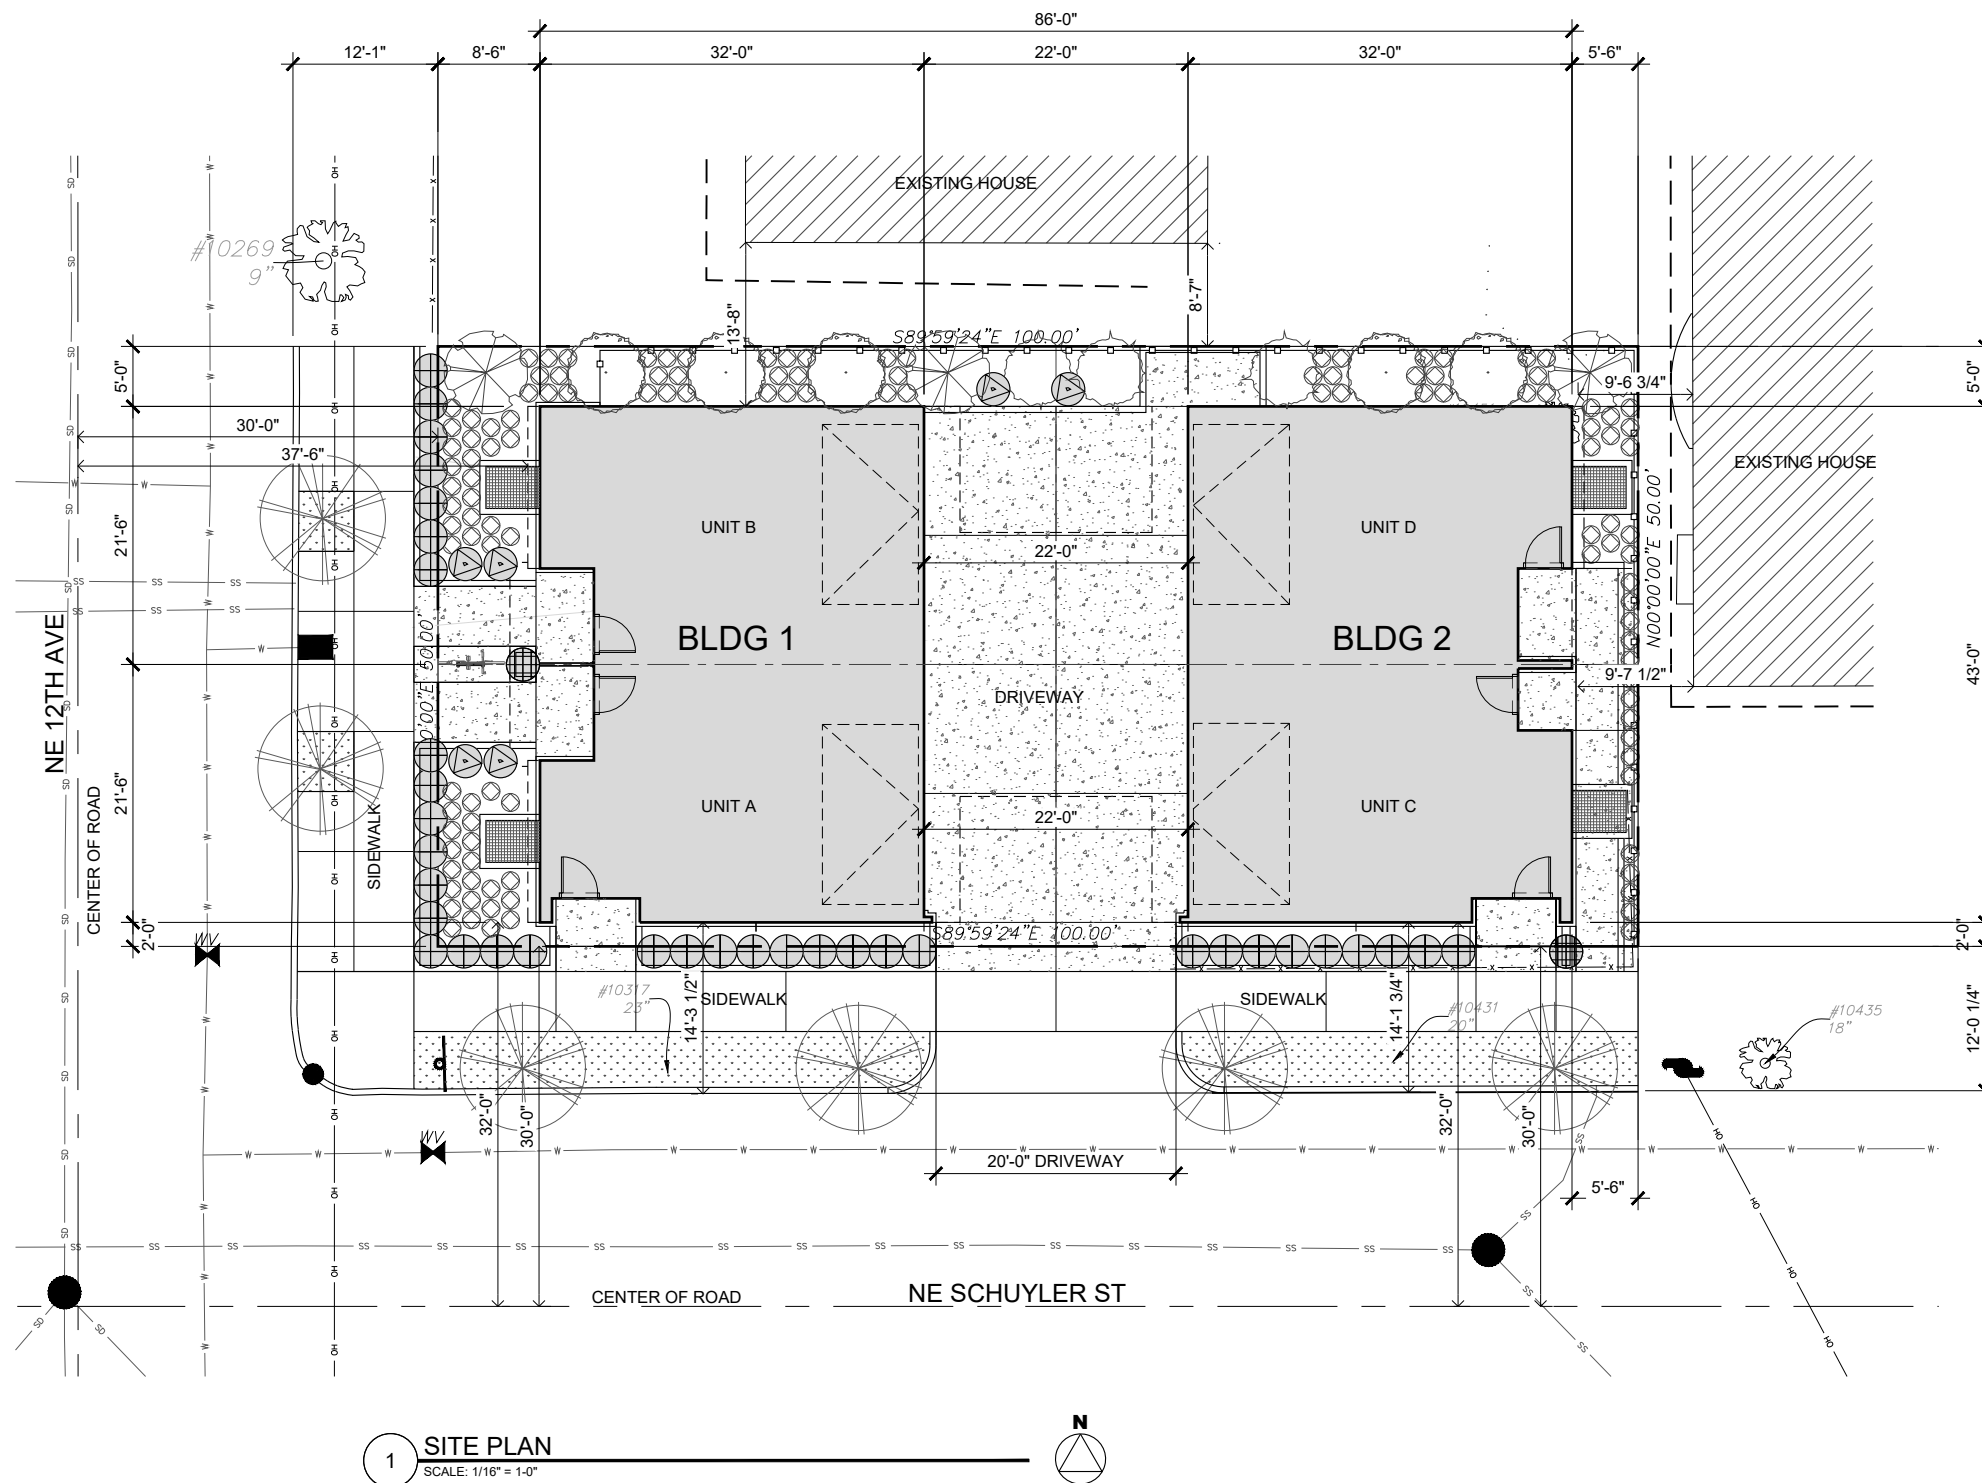 86'-0"
12'-1"
8'-6"
32'-0"
22'-0"
32'-0"
5'-6"
EXISTING HOUSE
#10269
9"
13'-8"
8'-7"
S89°59'24"E 100.00'
5'-0"
9'-6 3/4"
5'-0"
30'-0"
37'-6"
EXISTING HOUSE
21'-6"
UNIT B
22'-0"
UNIT D
N00°00'00"E 50.00'
NE 12TH AVE
0'00"E 50.00'
BLDG 1
BLDG 2
43'-0"
9'-7 1/2"
DRIVEWAY
21'-6"
UNIT A
22'-0"
UNIT C
CENTER OF ROAD
SIDEWALK
2'-0"
S89°59'24"E 100.00'
2'-0"
#10317
23"
SIDEWALK
14'-3 1/2"
SIDEWALK
14'-1 3/4"
#10431
20"
#10435
18"
12'-0 1/4"
32'-0"
30'-0"
32'-0"
30'-0"
20'-0" DRIVEWAY
5'-6"
CENTER OF ROAD
NE SCHUYLER ST
N
1
SITE PLAN
SCALE: 1/16" = 1-0"